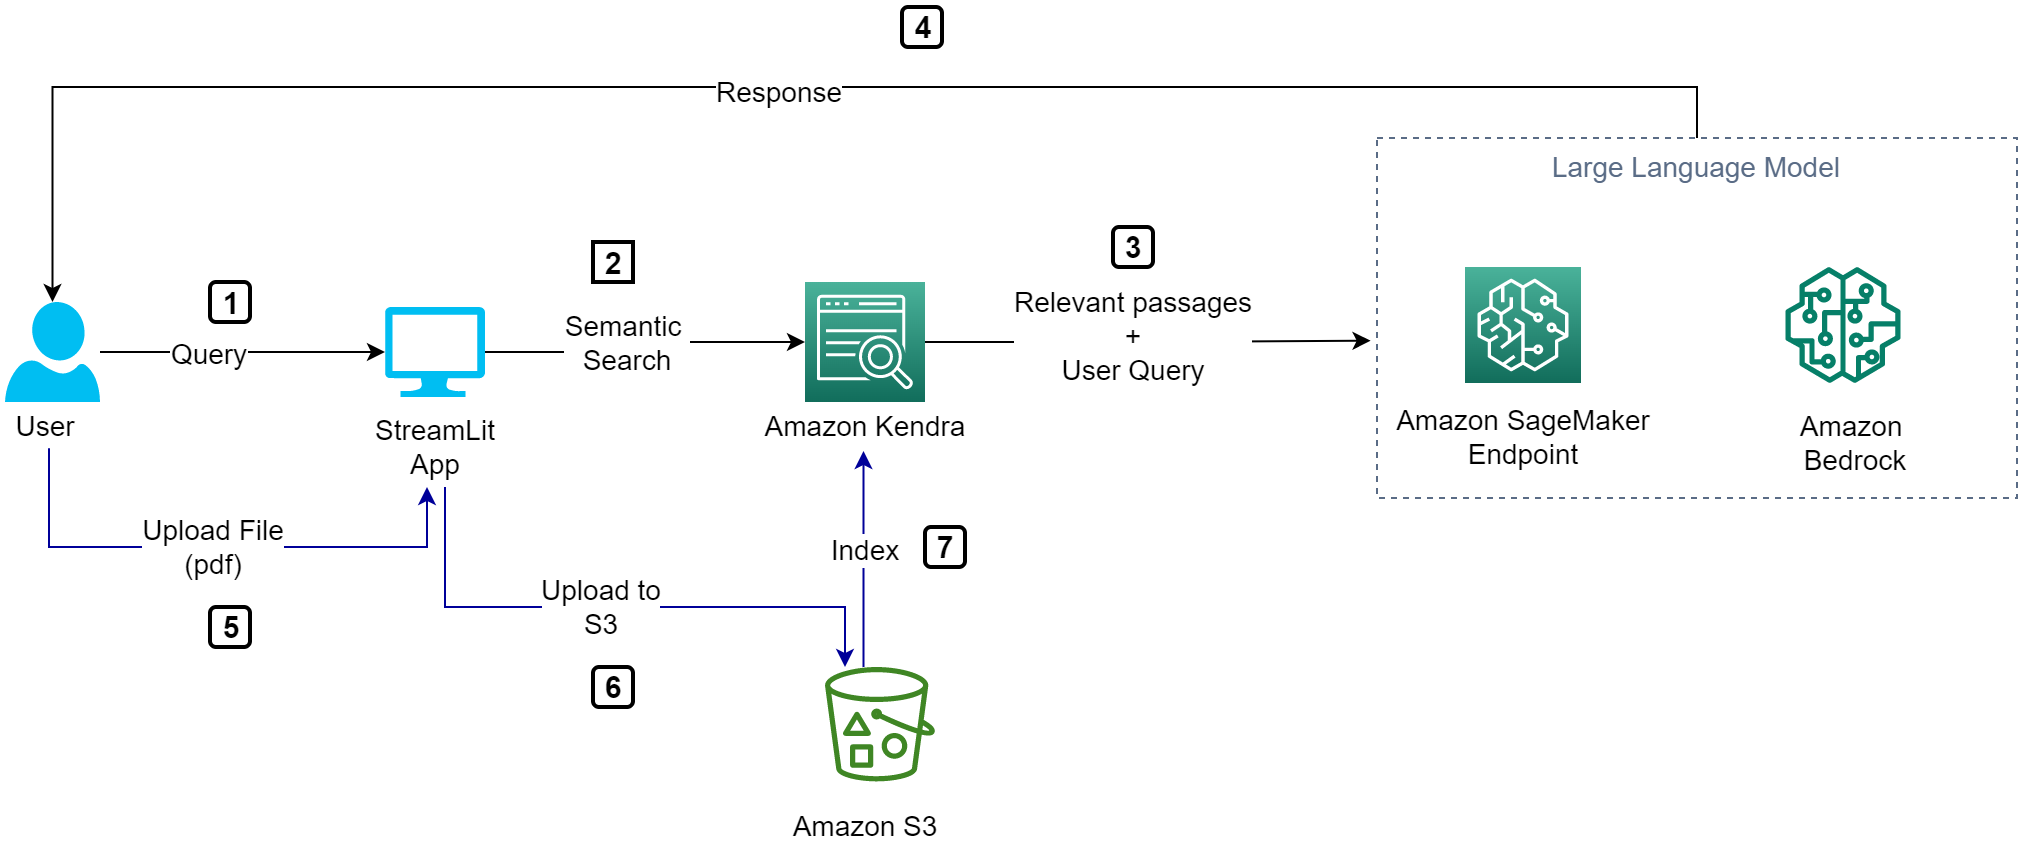 4
Response
Large Language Model
3
2
1
Relevant passages
+
User Query
Semantic
Search
Query
User
StreamLit
App
Amazon Kendra
Amazon SageMaker
Endpoint
Amazon
Bedrock
Upload File
(pdf)
5
Index
7
Upload to
S3
6
Amazon S3